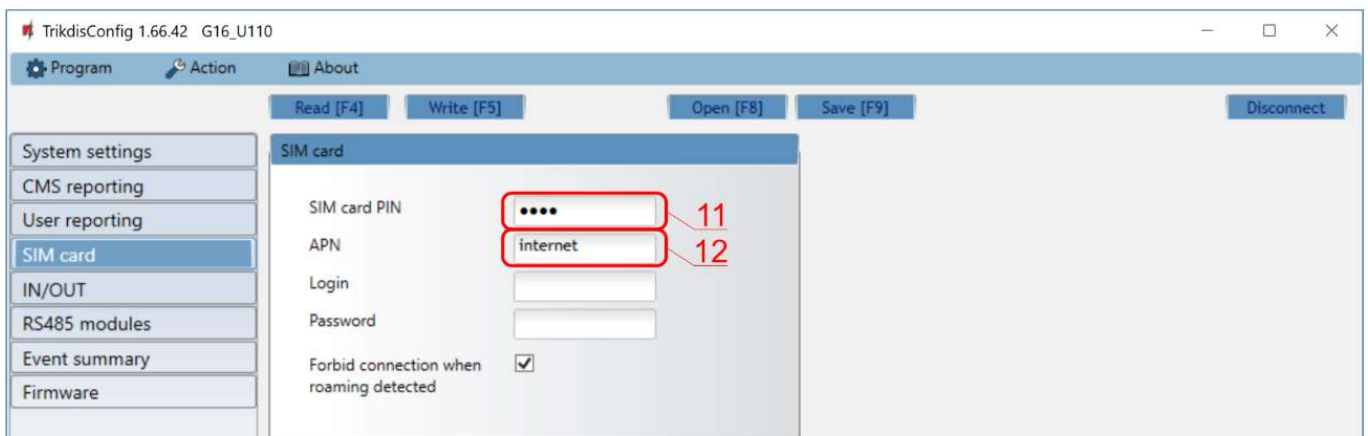 TrikdisConfig 1.66.42 G16_U110
Program Action About
Read [F4] Write [F5] Open [F8] Save [F9] Disconnect
System settings
CMS reporting
User reporting
SIM card
IN/OUT
RS485 modules
Event summary
Firmware
SIM card
SIM card PIN •••• 11
APN internet 12
Login
Password
Forbid connection when
roaming detected